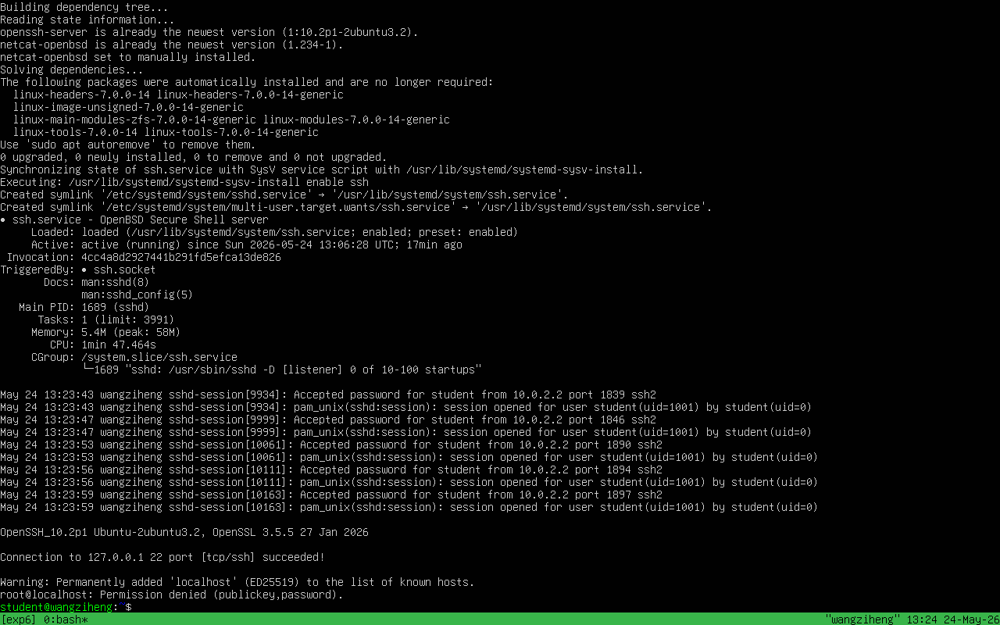 Building dependency tree...
Reading state information...
openssh-server is already the newest version (1:10.2p1-2ubuntu3.2).
netcat-openbsd is already the newest version (1.234-1).
netcat-openbsd set to manually installed.
Solving dependencies...
The following packages were automatically installed and are no longer required:
  linux-headers-7.0.0-14 linux-headers-7.0.0-14-generic
  linux-image-unsigned-7.0.0-14-generic
  linux-main-modules-zfs-7.0.0-14-generic linux-modules-7.0.0-14-generic
  linux-tools-7.0.0-14 linux-tools-7.0.0-14-generic
Use 'sudo apt autoremove' to remove them.
0 upgraded, 0 newly installed, 0 to remove and 0 not upgraded.
Synchronizing state of ssh.service with SysV service script with /usr/lib/systemd/systemd-sysv-install.
Executing: /usr/lib/systemd/systemd-sysv-install enable ssh
Created symlink '/etc/systemd/system/sshd.service' → '/usr/lib/systemd/system/ssh.service'.
Created symlink '/etc/systemd/system/multi-user.target.wants/ssh.service' → '/usr/lib/systemd/system/ssh.service'.
● ssh.service - OpenBSD Secure Shell server
     Loaded: loaded (/usr/lib/systemd/system/ssh.service; enabled; preset: enabled)
     Active: active (running) since Sun 2026-05-24 13:06:28 UTC; 17min ago
 Invocation: 4cc4a8d2927441b291fd5efca13de826
TriggeredBy: ● ssh.socket
       Docs: man:sshd(8)
             man:sshd_config(5)
   Main PID: 1689 (sshd)
      Tasks: 1 (limit: 3991)
     Memory: 5.4M (peak: 58M)
        CPU: 1min 47.464s
     CGroup: /system.slice/ssh.service
             └─1689 "sshd: /usr/sbin/sshd -D [listener] 0 of 10-100 startups"
May 24 13:23:43 wangziheng sshd-session[9934]: Accepted password for student from 10.0.2.2 port 1839 ssh2
May 24 13:23:43 wangziheng sshd-session[9934]: pam_unix(sshd:session): session opened for user student(uid=1001) by student(uid=0)
May 24 13:23:47 wangziheng sshd-session[9999]: Accepted password for student from 10.0.2.2 port 1846 ssh2
May 24 13:23:47 wangziheng sshd-session[9999]: pam_unix(sshd:session): session opened for user student(uid=1001) by student(uid=0)
May 24 13:23:53 wangziheng sshd-session[10061]: Accepted password for student from 10.0.2.2 port 1890 ssh2
May 24 13:23:53 wangziheng sshd-session[10061]: pam_unix(sshd:session): session opened for user student(uid=1001) by student(uid=0)
May 24 13:23:56 wangziheng sshd-session[10111]: Accepted password for student from 10.0.2.2 port 1894 ssh2
May 24 13:23:56 wangziheng sshd-session[10111]: pam_unix(sshd:session): session opened for user student(uid=1001) by student(uid=0)
May 24 13:23:59 wangziheng sshd-session[10163]: Accepted password for student from 10.0.2.2 port 1897 ssh2
May 24 13:23:59 wangziheng sshd-session[10163]: pam_unix(sshd:session): session opened for user student(uid=1001) by student(uid=0)
OpenSSH_10.2p1 Ubuntu-2ubuntu3.2, OpenSSL 3.5.5 27 Jan 2026
Connection to 127.0.0.1 22 port [tcp/ssh] succeeded!
Warning: Permanently added 'localhost' (ED25519) to the list of known hosts.
root@localhost: Permission denied (publickey,password).
student@wangziheng:~$
[exp6] 0:bash* "wangziheng" 13:24 24-May-26